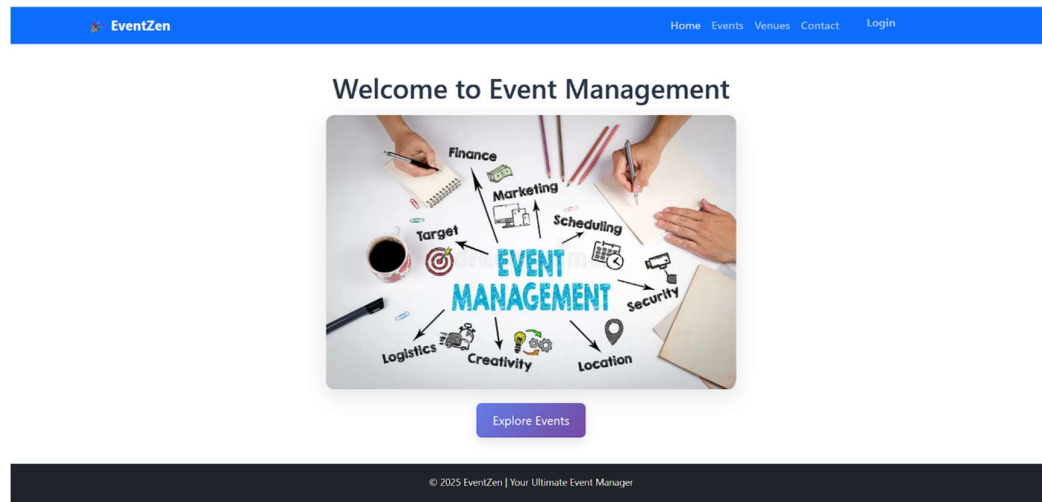 EventZen
Home Events Venues Contact Login
Welcome to Event Management
Finance
Marketing
Scheduling
Target
EVENT
MANAGEMENT
Security
Logistics
Creativity
Location
Explore Events
© 2025 EventZen | Your Ultimate Event Manager